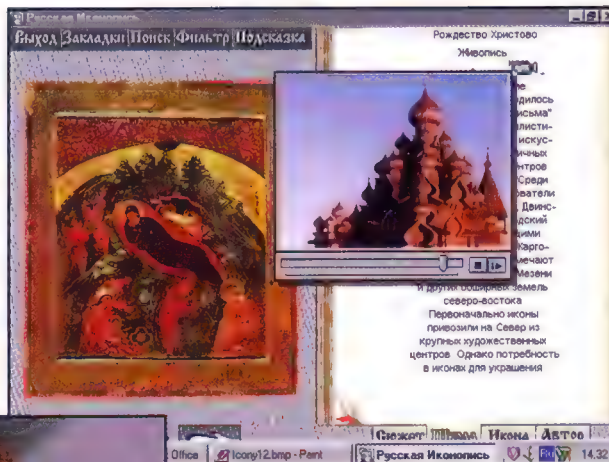 Русская Иконопись
Выход Закладки Поиск Фильтр Подсказка
Рождество Христово
Живопись
дилось
исьма"
листи-
искус-
ичных
нтров
Среди
ователи
Двинс-
дский
щими
Карго-
мечают
Мезени
и других обширных земель
северо-востока
Первоначально иконы
привозили на Север из
крупных художественных
центров Однако потребность
в иконах для украшения
Сюжет Школа Икона Автор
Office Icony12.bmp - Paint Русская Иконопись Ru 14.32